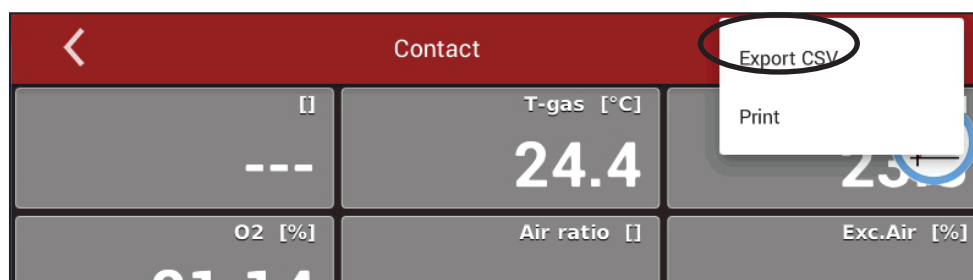 Contact
Export CSV
Print
[]
T-gas [°C]
---
24.4
O2 [%]
Air ratio []
Exc.Air [%]